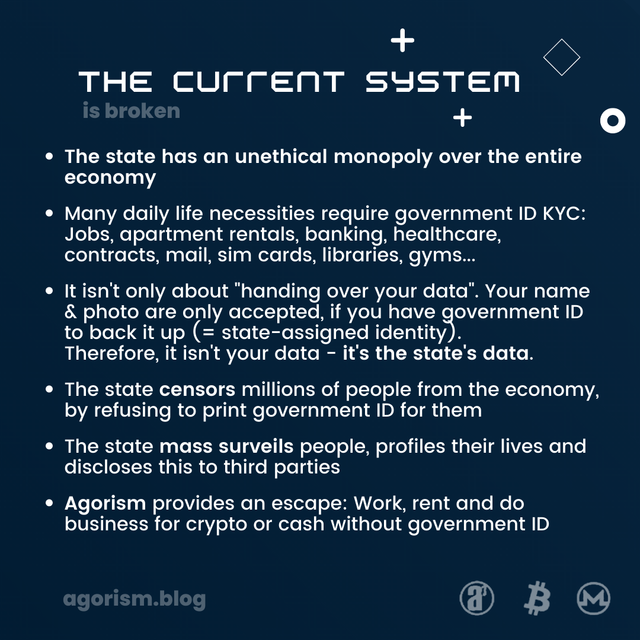 THE CURRENT SYSTEM
is broken
• The state has an unethical monopoly over the entire
economy
• Many daily life necessities require government ID KYC:
Jobs, apartment rentals, banking, healthcare,
contracts, mail, sim cards, libraries, gyms...
• It isn't only about "handing over your data". Your name
& photo are only accepted, if you have government ID
to back it up (= state-assigned identity).
Therefore, it isn't your data - it's the state's data.
• The state censors millions of people from the economy,
by refusing to print government ID for them
• The state mass surveils people, profiles their lives and
discloses this to third parties
• Agorism provides an escape: Work, rent and do
business for crypto or cash without government ID
agorism.blog